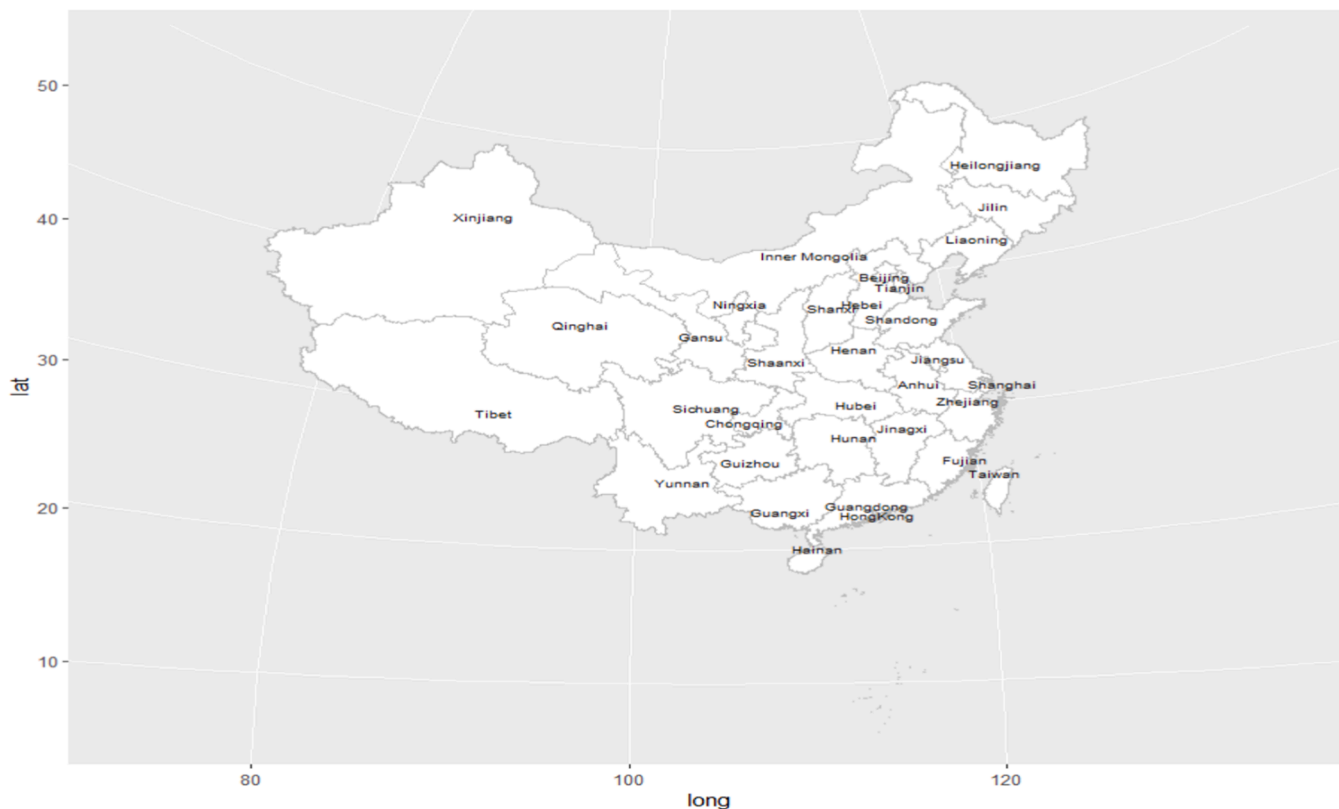 50
Heilongjiang
Jilin
Xinjiang
40
Liaoning
Inner Mongolia
Beijing
Tianjin
Ningxia
Hebei
Shanxi
Shandong
Qinghai
Gansu
Henan
30
Jiangsu
Shaanxi
lat
Anhui
Shanghai
Zhejiang
Hubei
Sichuang
Tibet
Chongqing
Jinagxi
Hunan
Fujian
Guizhou
Taiwan
Yunnan
20
Guangdong
Guangxi
HongKong
Hainan
10
80
100
120
long